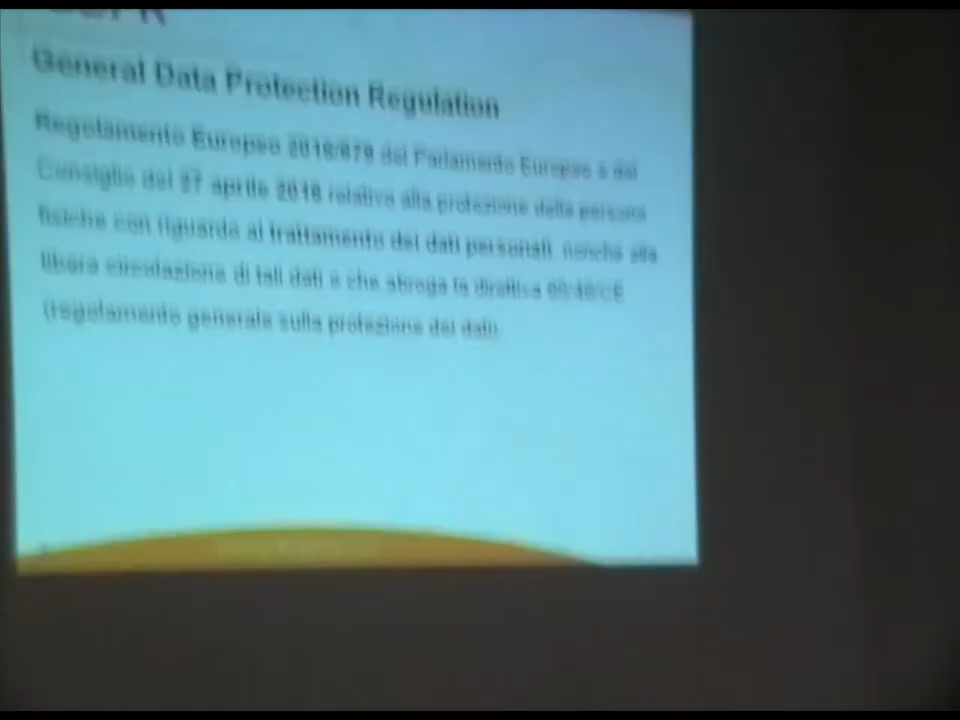 General Data Protection Regulation
Regolamento Europeo 2016/679 del Parlamento Europeo e del
Consiglio del 27 aprile 2016 relativo alla protezione delle persone
fisiche con riguardo al trattamento dei dati personali, nonché alla
libera circolazione di tali dati e che abroga la direttiva 95/46/CE
(regolamento generale sulla protezione dei dati)